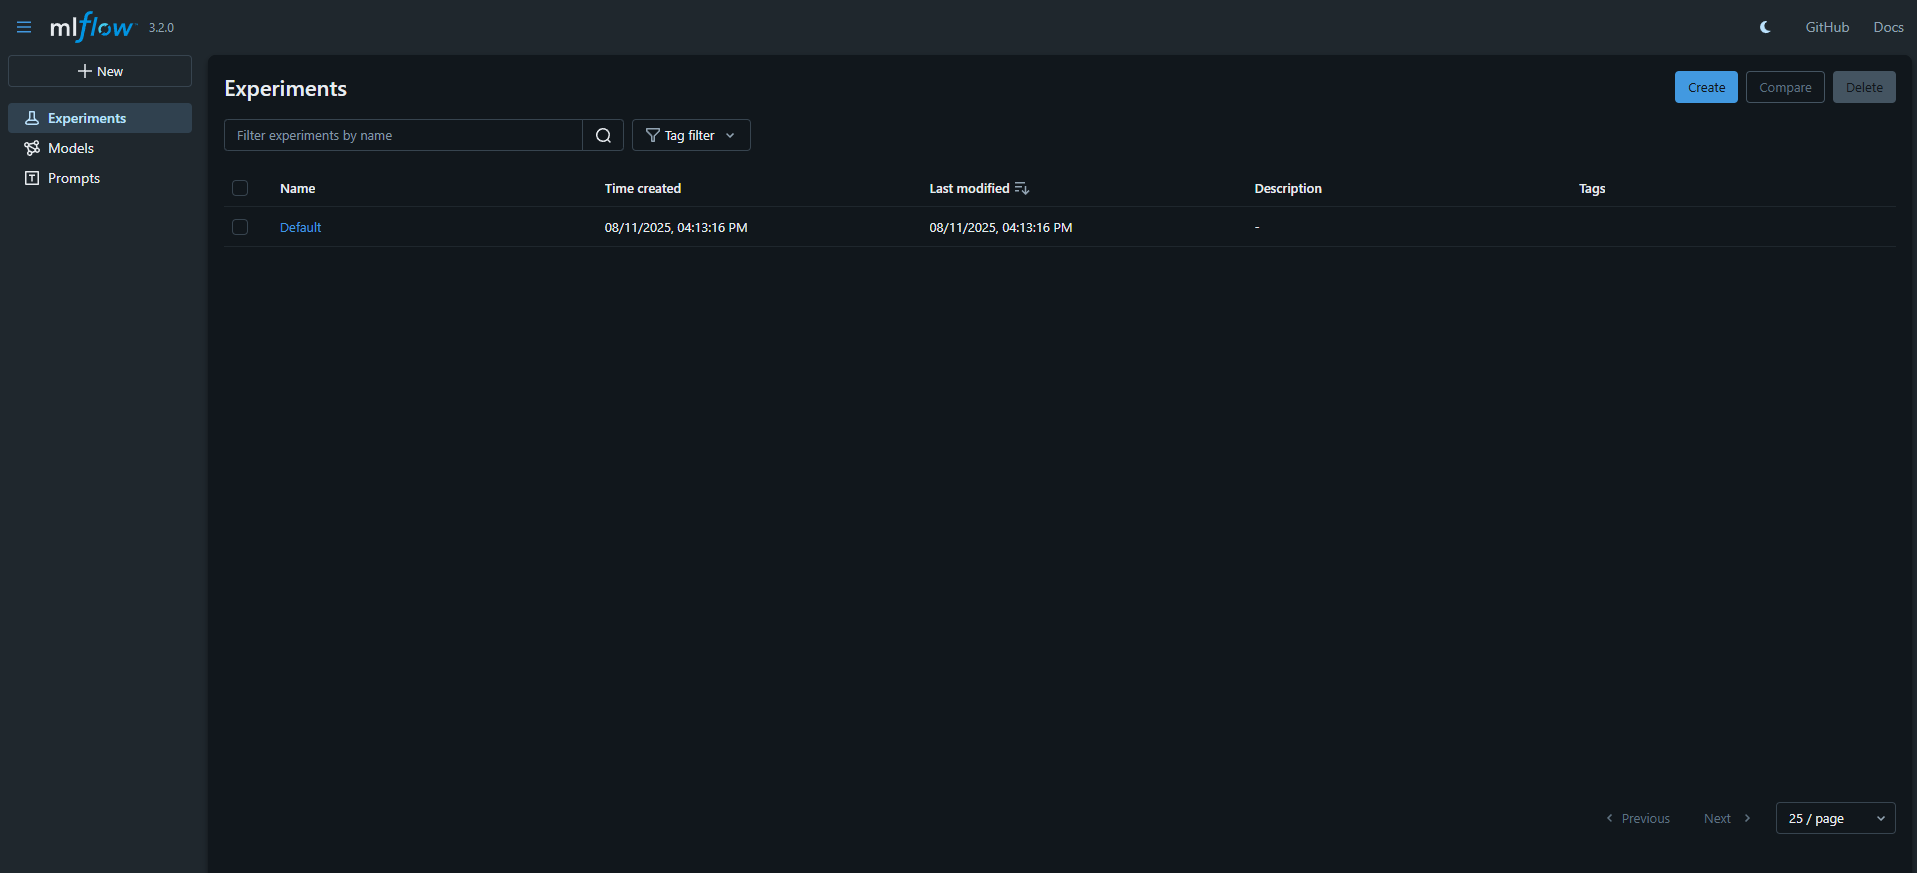 mlflow 3.2.0 GitHub Docs
New
Experiments
Models
Prompts
Experiments
Create Compare Delete
Filter experiments by name Tag filter
Name Time created Last modified Description Tags
Default 08/11/2025, 04:13:16 PM 08/11/2025, 04:13:16 PM -
Previous Next 25 / page